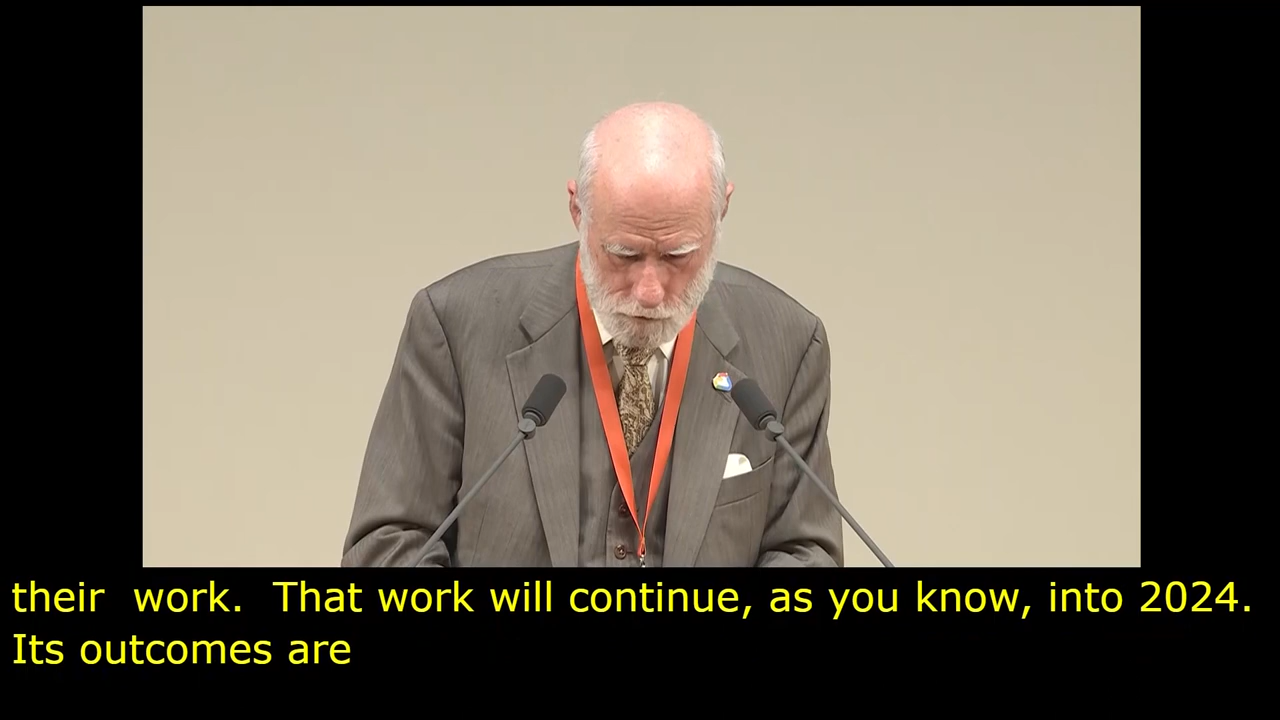 their  work.  That work will continue, as you know, into 2024.
Its outcomes are